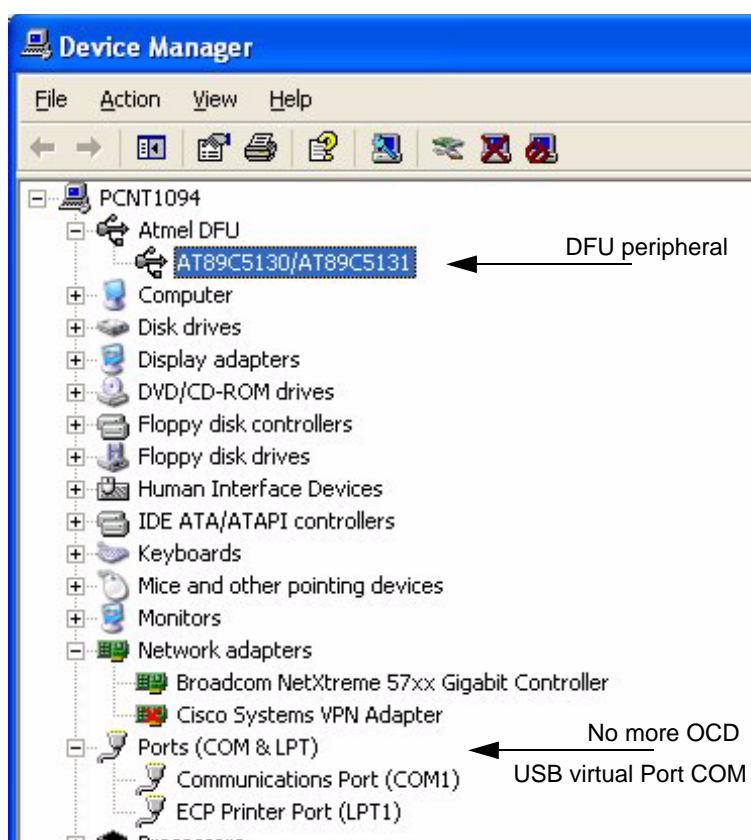 Device Manager
File Action View Help
PCNT1094
Atmel DFU
AT89C5130/AT89C5131
DFU peripheral
Computer
Disk drives
Display adapters
DVD/CD-ROM drives
Floppy disk controllers
Floppy disk drives
Human Interface Devices
IDE ATA/ATAPI controllers
Keyboards
Mice and other pointing devices
Monitors
Network adapters
Broadcom NetXtreme 57xx Gigabit Controller
Cisco Systems VPN Adapter
Ports (COM & LPT)
No more OCD
USB virtual Port COM
Communications Port (COM1)
ECP Printer Port (LPT1)